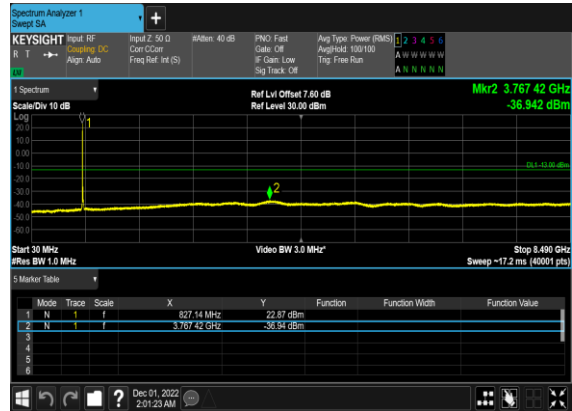 Spectrum Analyzer 1
Swept SA
+
KEYSIGHT Input: RF Input Z: 50 Ω #Atten: 40 dB PNO: Fast Avg Type: Power (RMS) 1 2 3 4 5 6
R T Coupling: DC Corr CCorr Gate: Off Avg|Hold: 100/100 A W W W W W
Align: Auto Freq Ref: Int (S) IF Gain: Low Trig: Free Run
LW Sig Track: Off A N N N N N
1 Spectrum Ref Lvl Offset 7.60 dB Mkr2 3.767 42 GHz
Scale/Div 10 dB Ref Level 30.00 dBm -36.942 dBm
Log
20.0 1
10.0
0.00
-10.0 DL1 -13.00 dBm
-20.0
-30.0 2
-40.0
-50.0
-60.0
Start 30 MHz Video BW 3.0 MHz* Stop 8.490 GHz
#Res BW 1.0 MHz Sweep ~17.2 ms (40001 pts)
5 Marker Table
Mode Trace Scale X Y Function Function Width Function Value
1 N 1 f 827.14 MHz 22.87 dBm
2 N 1 f 3.767 42 GHz -36.94 dBm
3
4
5
6
? Dec 01, 2022
2:01:23 AM